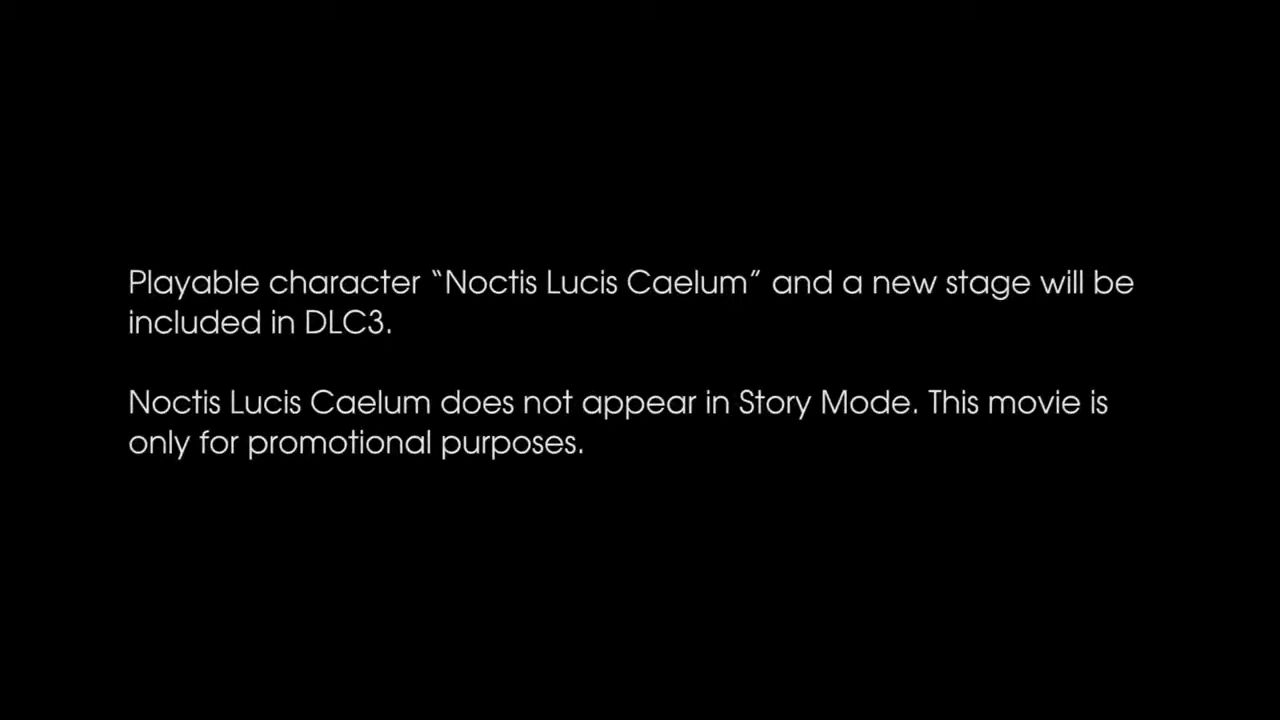 Playable character “Noctis Lucis Caelum” and a new stage will be
included in DLC3.
Noctis Lucis Caelum does not appear in Story Mode. This movie is
only for promotional purposes.